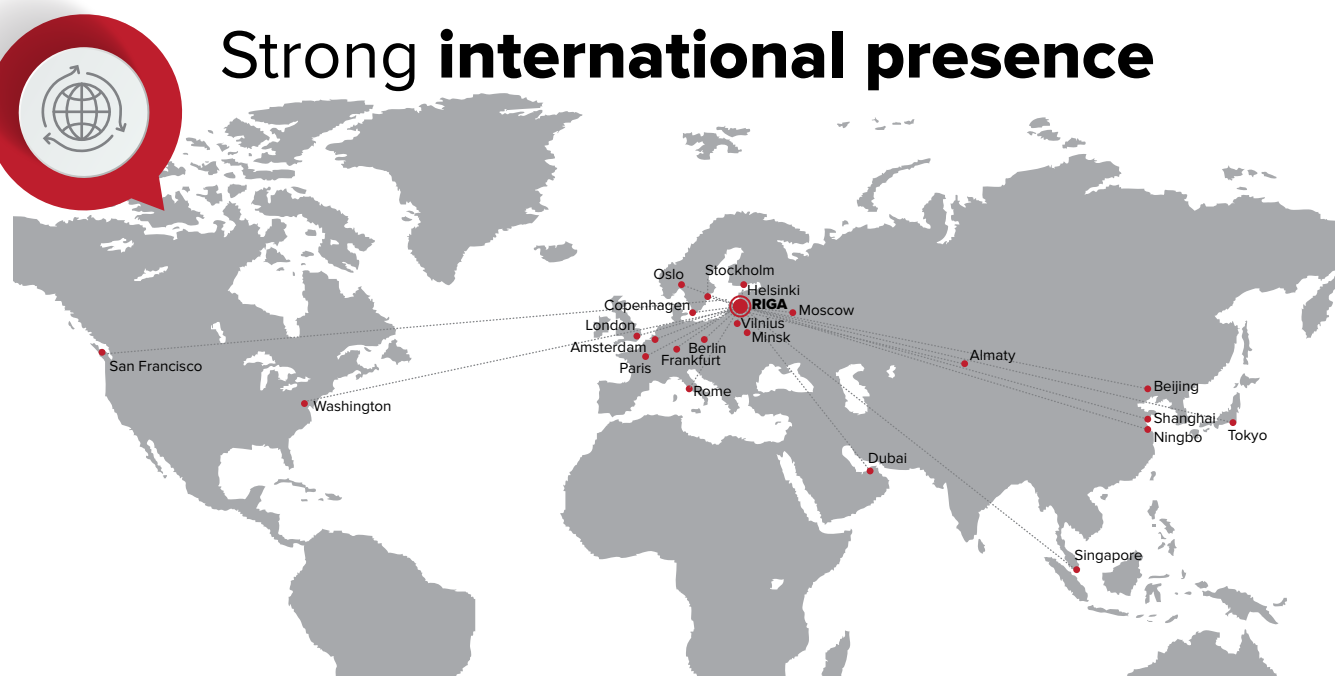 Strong international presence
Oslo
Stockholm
Helsinki
Copenhagen
RIGA
Moscow
London
Vilnius
Minsk
Amsterdam
Berlin
Frankfurt
Paris
Almaty
San Francisco
Beijing
Rome
Washington
Shanghai
Ningbo
Tokyo
Dubai
Singapore